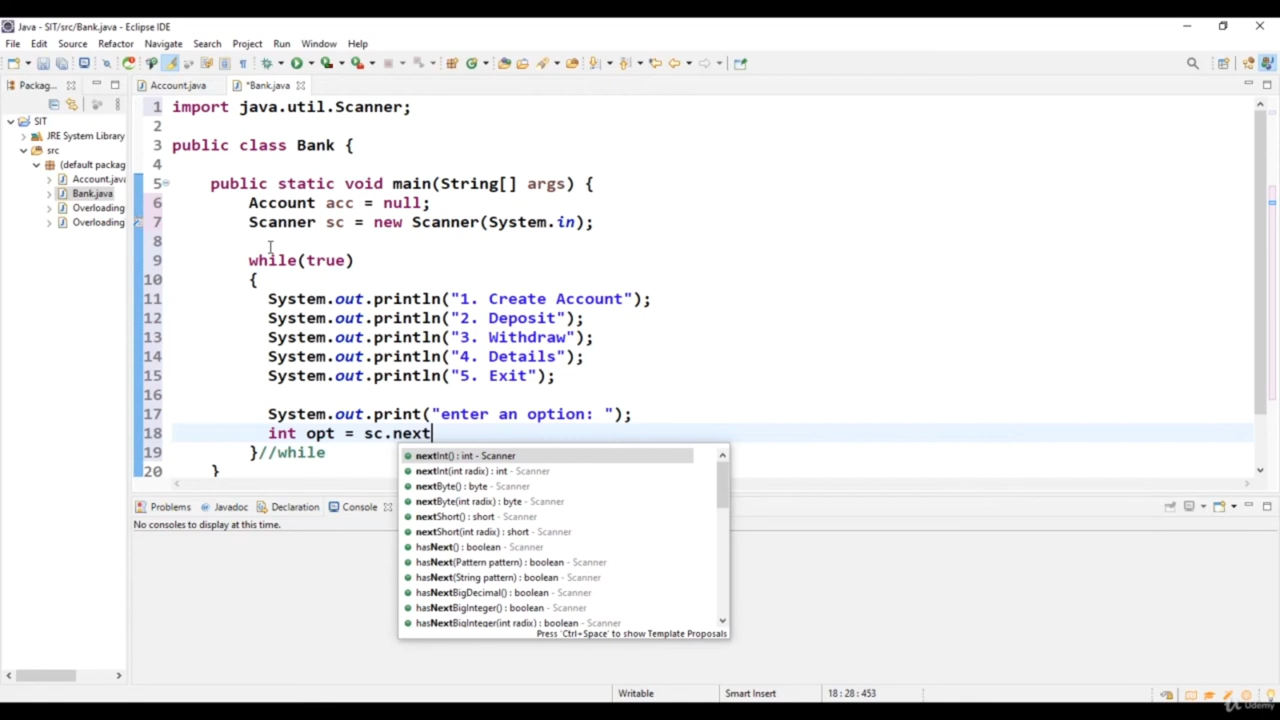 Java - SIT/src/Bank.java - Eclipse IDE
File Edit Source Refactor Navigate Search Project Run Window Help
Packag... Account.java *Bank.java
SIT
JRE System Library
src
(default packag
Account.java
Bank.java
Overloading
Overloading
1 import java.util.Scanner;
2
3 public class Bank {
4
5 public static void main(String[] args) {
6 Account acc = null;
7 Scanner sc = new Scanner(System.in);
8
9 while(true)
10 {
11 System.out.println("1. Create Account");
12 System.out.println("2. Deposit");
13 System.out.println("3. Withdraw");
14 System.out.println("4. Details");
15 System.out.println("5. Exit");
16
17 System.out.print("enter an option: ");
18 int opt = sc.next
19 }//while
20 }
nextInt() : int - Scanner
nextInt(int radix) : int - Scanner
nextByte() : byte - Scanner
nextByte(int radix) : byte - Scanner
nextShort() : short - Scanner
nextShort(int radix) : short - Scanner
hasNext() : boolean - Scanner
hasNext(Pattern pattern) : boolean - Scanner
hasNext(String pattern) : boolean - Scanner
hasNextBigDecimal() : boolean - Scanner
hasNextBigInteger() : boolean - Scanner
hasNextBigInteger(int radix) : boolean - Scanner
Press 'Ctrl+Space' to show Template Proposals
Problems Javadoc Declaration Console
No consoles to display at this time.
Writable Smart Insert 18 : 28 : 453
Udemy